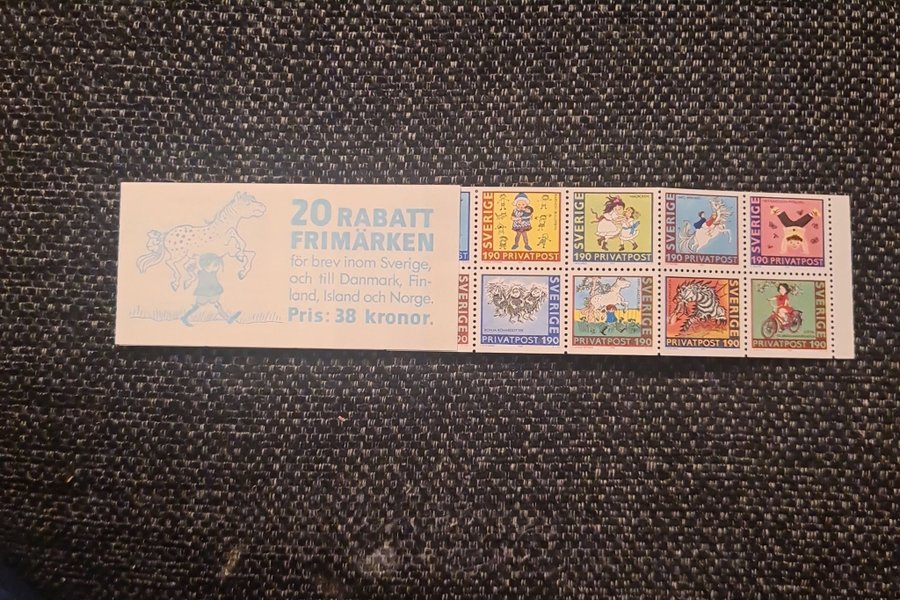 20 RABATT
FRIMÄRKEN
för brev inom Sverige,
och till Danmark, Fin-
land, Island och Norge.
Pris: 38 kronor.
SVERIGE
190 PRIVATPOST
SVERIGE
190 PRIVATPOST
SVERIGE
190 PRIVATPOST
SVERIGE
190 PRIVATPOST
90
SVERIGE
PRIVATPOST 190
SVERIGE
PRIVATPOST 190
SVERIGE
PRIVATPOST 190
SVERIGE
PRIVATPOST 190